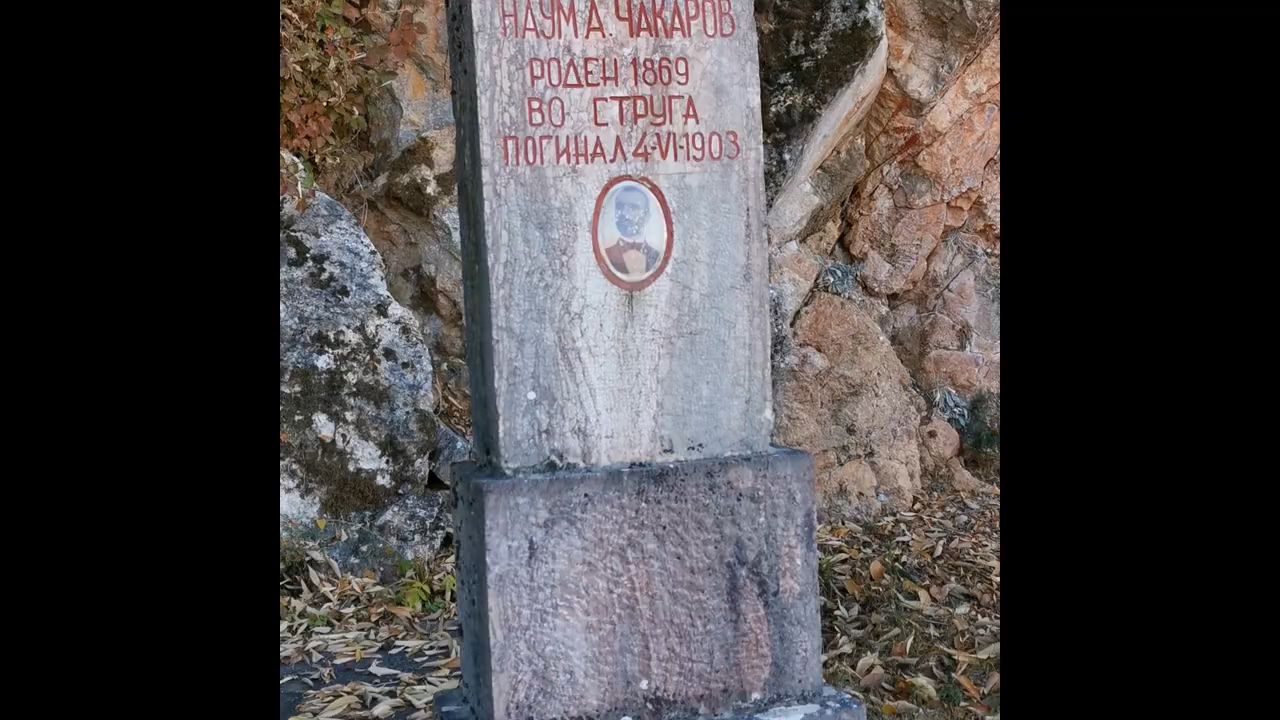 НАУМ А. ЧАКАРОВ
РОДЕН 1869
ВО СТРУГА
ПОГИНАЛ 4·VI·1903